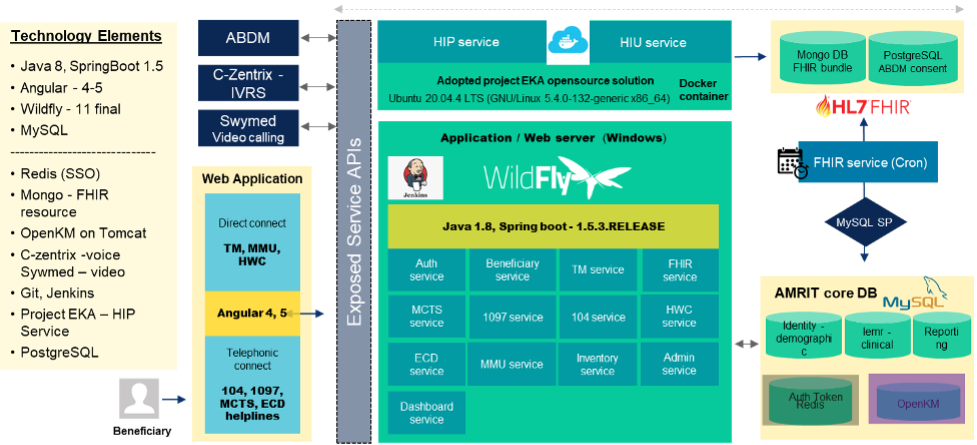 Technology Elements
• Java 8, SpringBoot 1.5
• Angular - 4-5
• Wildfly - 11 final
• MySQL
• Redis (SSO)
• Mongo - FHIR
resource
• OpenKM on Tomcat
• C-zentrix -voice
Sywmed – video
• Git, Jenkins
• Project EKA – HIP
Service
• PostgreSQL
Beneficiary
ABDM
C-Zentrix -
IVRS
Swymed
Video calling
Web Application
Direct connect
TM, MMU,
HWC
Angular 4, 5
Telephonic
connect
104, 1097,
MCTS, ECD
helplines
Exposed Service APIs
HIP service
HIU service
Adopted project EKA opensource solution
Ubuntu 20.04.4 LTS (GNU/Linux 5.4.0-132-generic x86_64)
Docker
container
Application / Web server (Windows)
Jenkins
WildFly
Java 1.8, Spring boot - 1.5.3.RELEASE
Auth
service
Beneficiary
service
TM service
FHIR
service
MCTS
service
1097 service
104 service
HWC
service
ECD
service
MMU service
Inventory
service
Admin
service
Dashboard
service
Mongo DB
FHIR bundle
PostgreSQL
ABDM consent
HL7 FHIR
FHIR service (Cron)
MySQL SP
AMRIT core DB
MySQL
Identity -
demographi
c
Iemr -
clinical
Reporti
ng
Auth Token
Redis
OpenKM